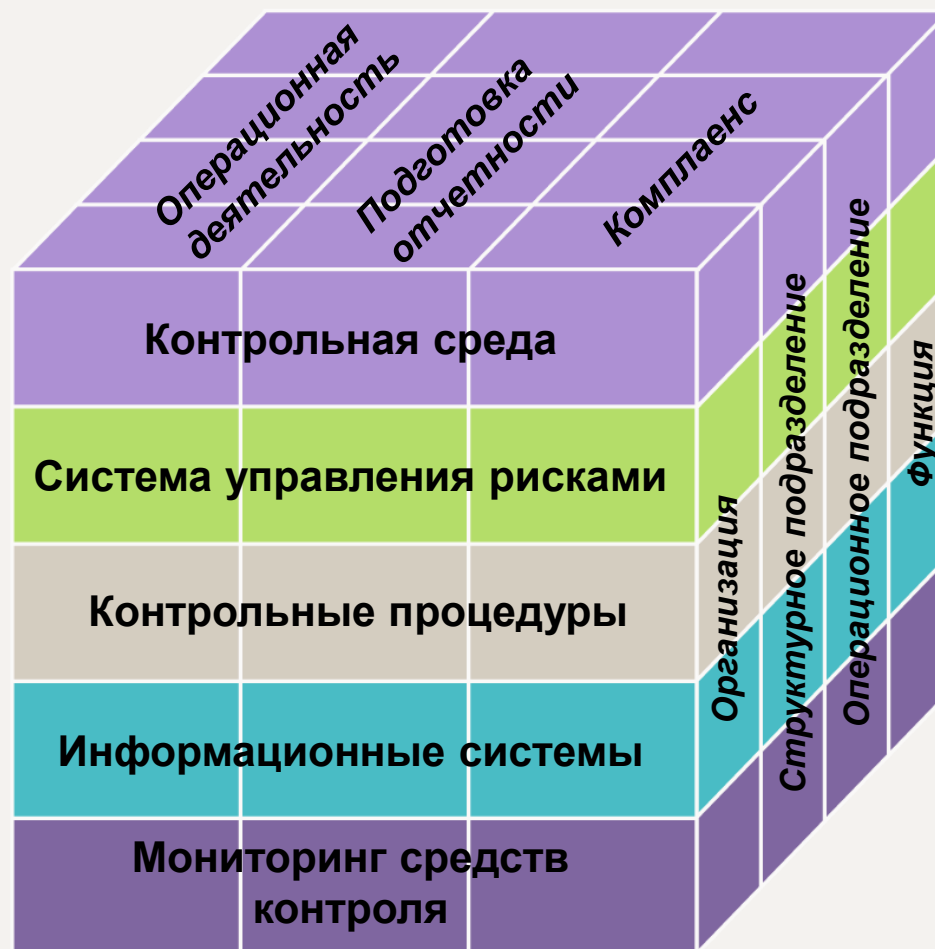 Операционная
деятельность
Подготовка
отчетности
Комплаенс
Контрольная среда
Система управления рисками
Контрольные процедуры
Информационные системы
Мониторинг средств
контроля
Организация
Структурное подразделение
Операционное подразделение
Функция